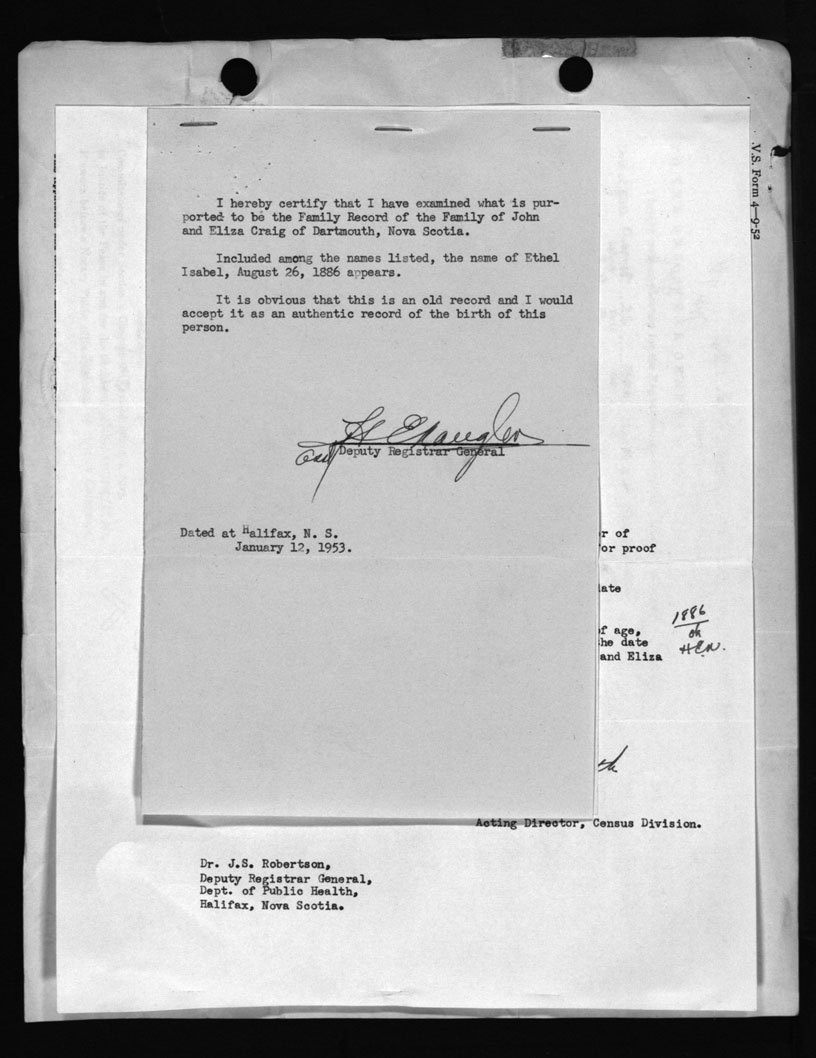 V.S. Form 4-9-52
I hereby certify that I have examined what is pur-
ported to be the Family Record of the Family of John
and Eliza Craig of Dartmouth, Nova Scotia.
Included among the names listed, the name of Ethel
Isabel, August 26, 1886 appears.
It is obvious that this is an old record and I would
accept it as an authentic record of the birth of this
person.
Deputy Registrar General
Dated at Halifax, N. S.
January 12, 1953.
r of
or proof
ate
f age,
he date
and Eliza
1886
ok
Acting Director, Census Division.
Dr. J.S. Robertson,
Deputy Registrar General,
Dept. of Public Health,
Halifax, Nova Scotia.